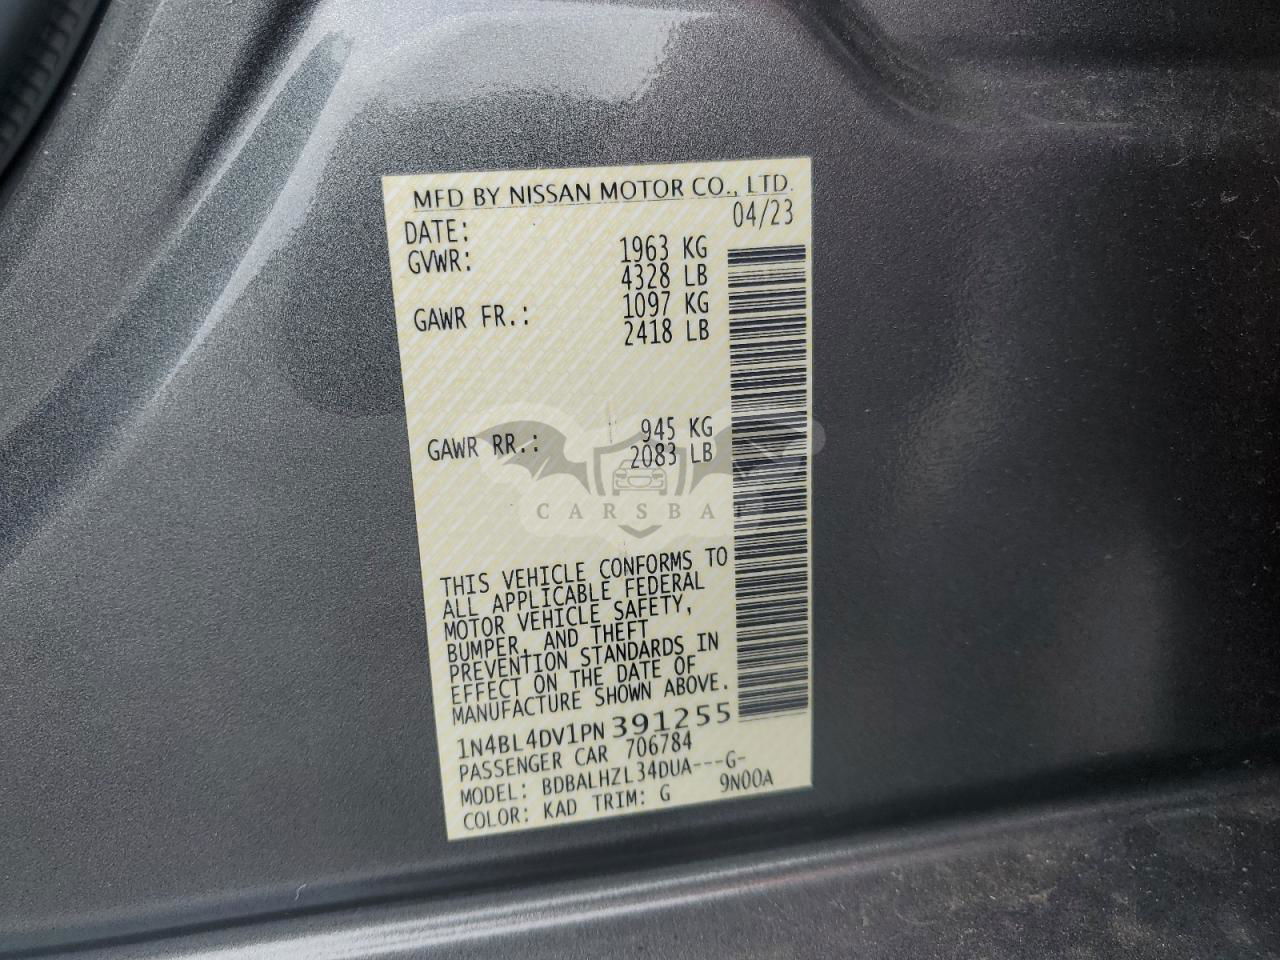 MFD BY NISSAN MOTOR CO., LTD.
DATE: 04/23
GVWR: 1963 KG
4328 LB
GAWR FR.: 1097 KG
2418 LB
GAWR RR.: 945 KG
2083 LB
CARSBAT
THIS VEHICLE CONFORMS TO
ALL APPLICABLE FEDERAL
MOTOR VEHICLE SAFETY,
BUMPER, AND THEFT
PREVENTION STANDARDS IN
EFFECT ON THE DATE OF
MANUFACTURE SHOWN ABOVE.
1N4BL4DV1PN391255
PASSENGER CAR 706784
MODEL: BDBALHZL34DUA---G-
COLOR: KAD TRIM: G 9N00A